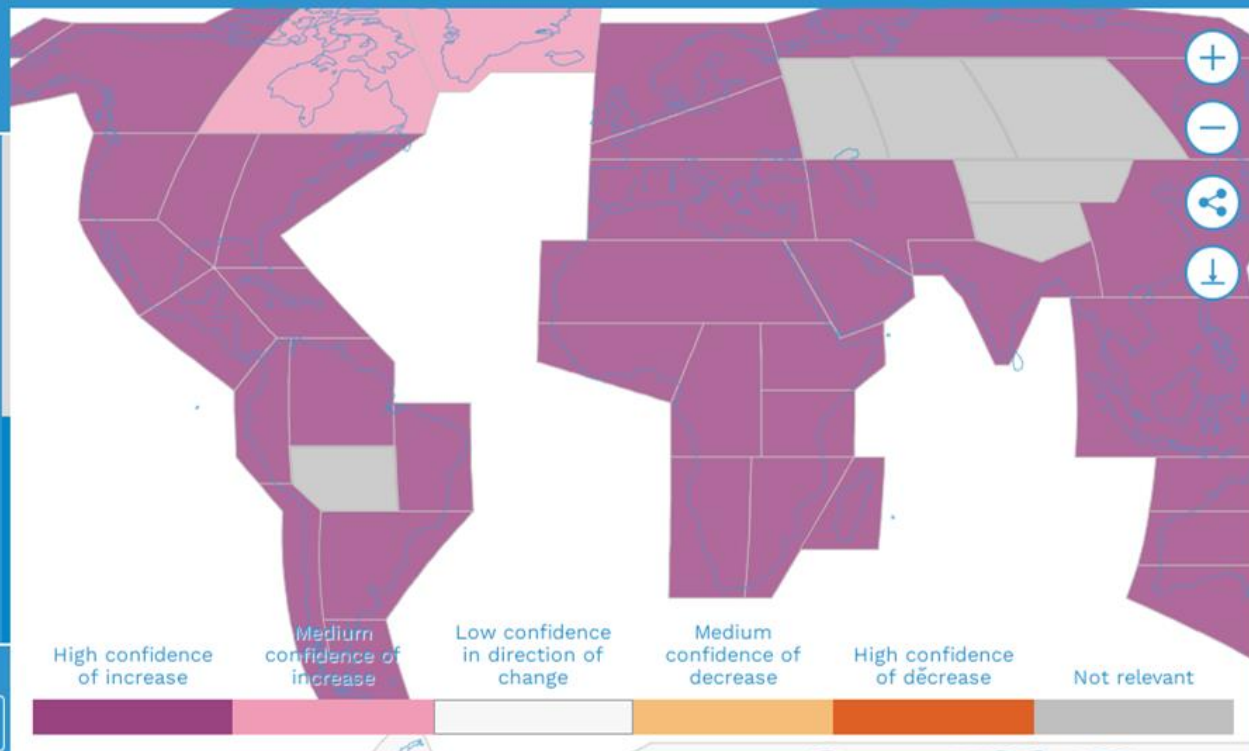 High confidence
of increase
Medium
confidence of
increase
Low confidence
in direction of
change
Medium
confidence of
decrease
High confidence
of decrease
Not relevant